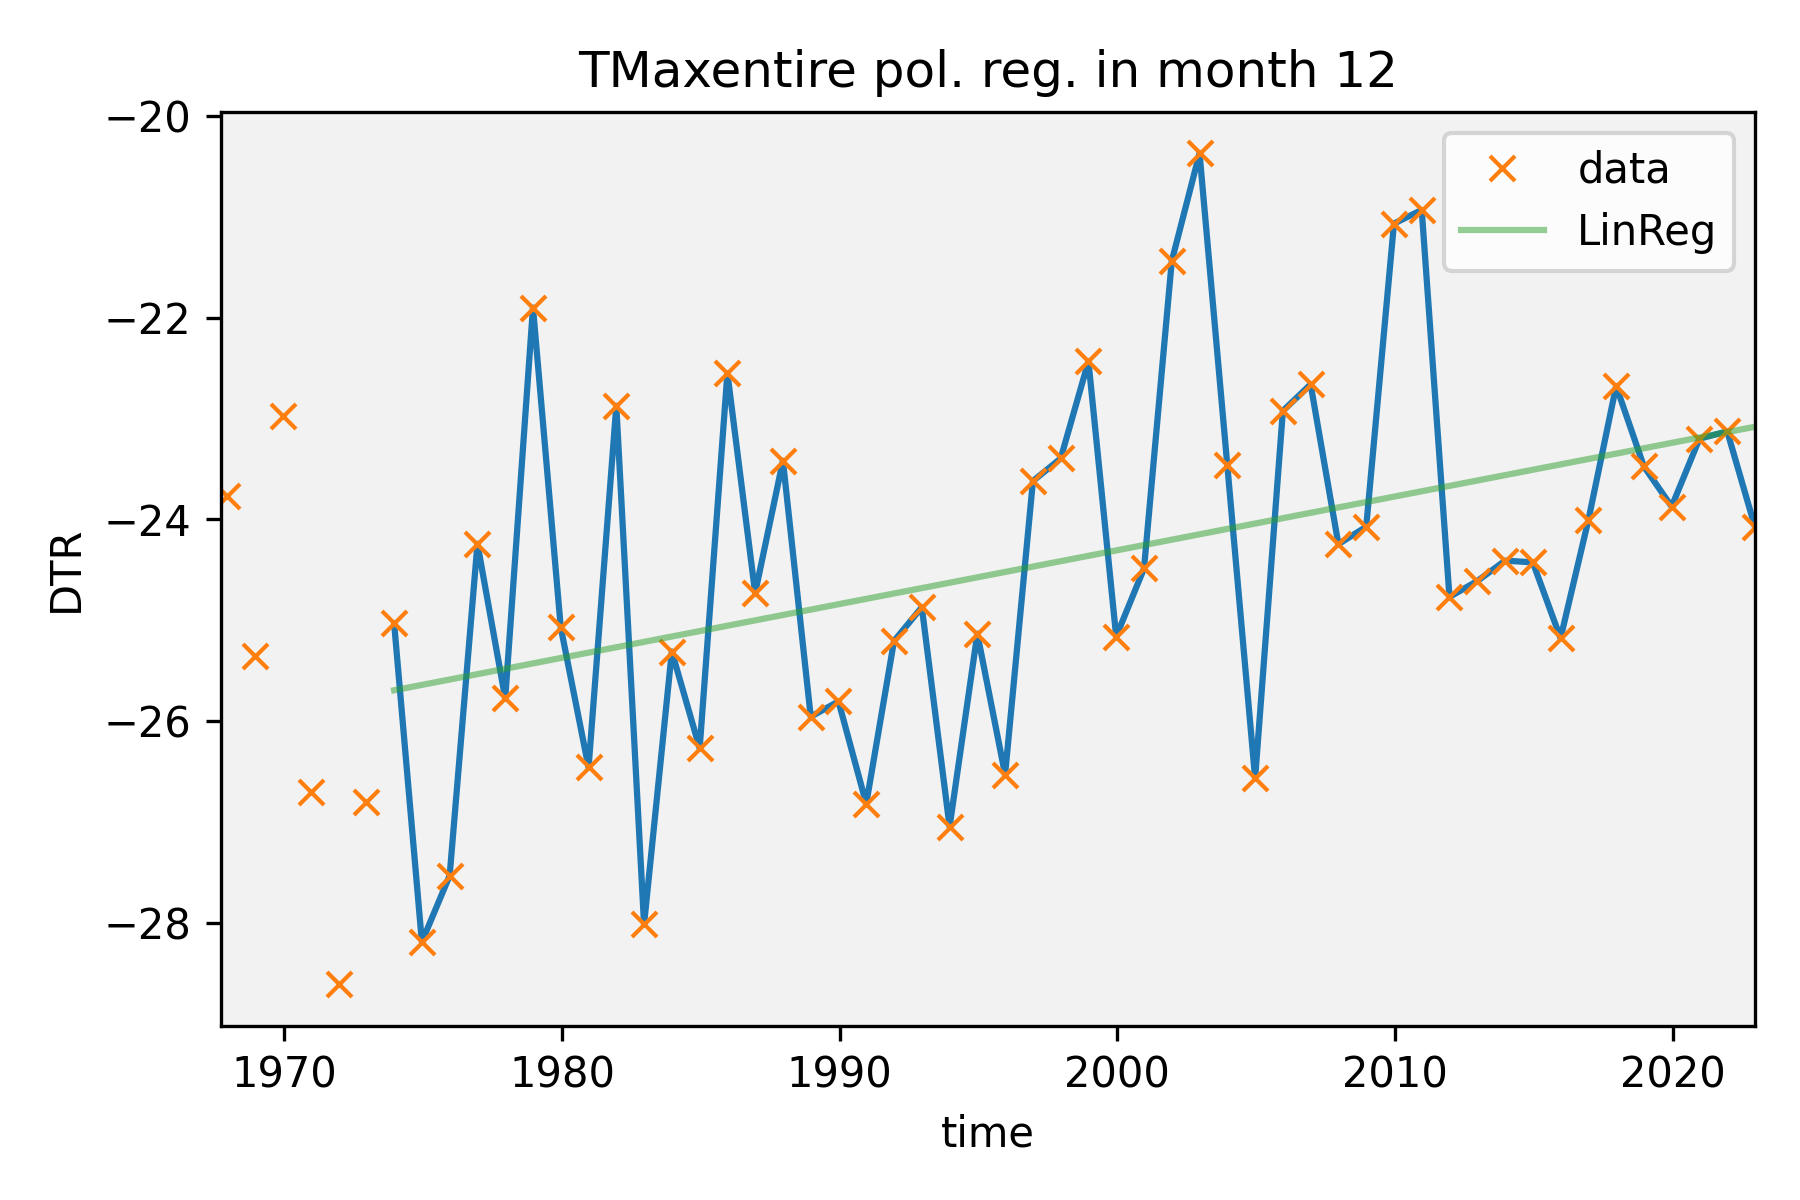 TMaxentire pol. reg. in month 12
−20
−22
−24
−26
−28
DTR
data
LinReg
1970 1980 1990 2000 2010 2020
time